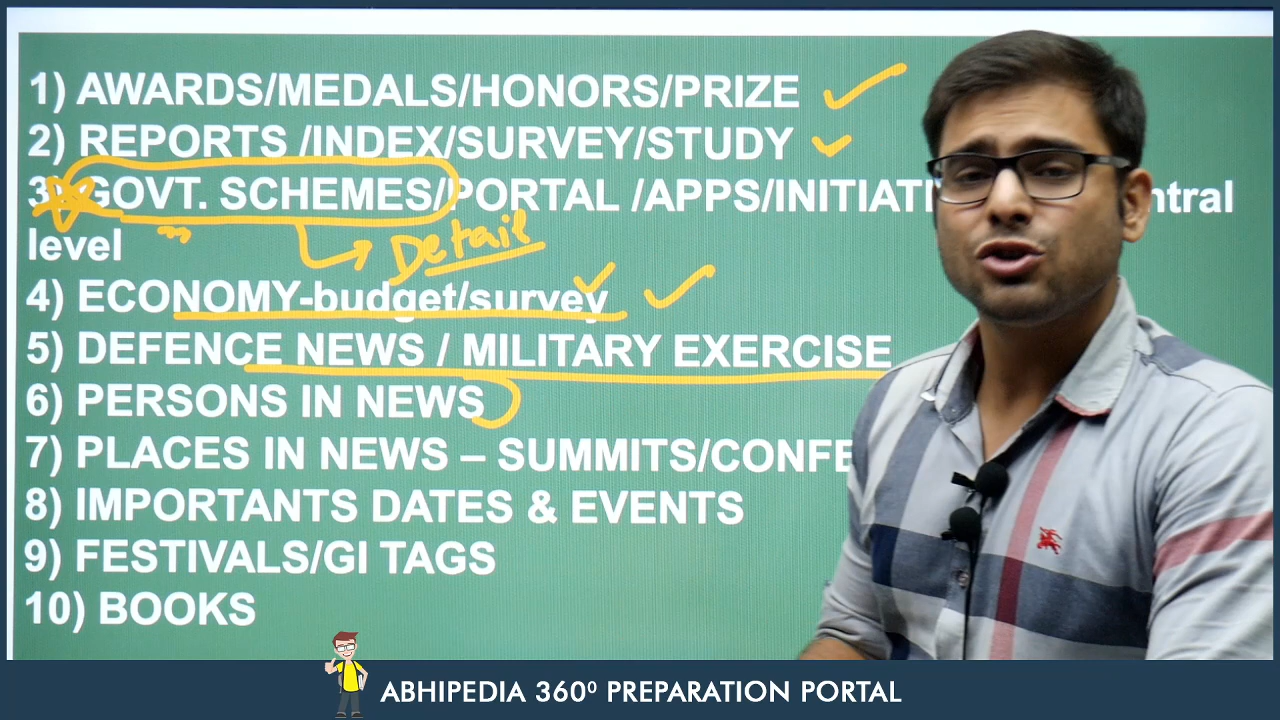 1) AWARDS/MEDALS/HONORS/PRIZE
2) REPORTS /INDEX/SURVEY/STUDY
3) GOVT. SCHEMES/PORTAL /APPS/INITIATI ntral
level
Detail
4) ECONOMY-budget/survey
5) DEFENCE NEWS / MILITARY EXERCISE
6) PERSONS IN NEWS
7) PLACES IN NEWS – SUMMITS/CONFE
8) IMPORTANTS DATES & EVENTS
9) FESTIVALS/GI TAGS
10) BOOKS
ABHIPEDIA 360⁰ PREPARATION PORTAL